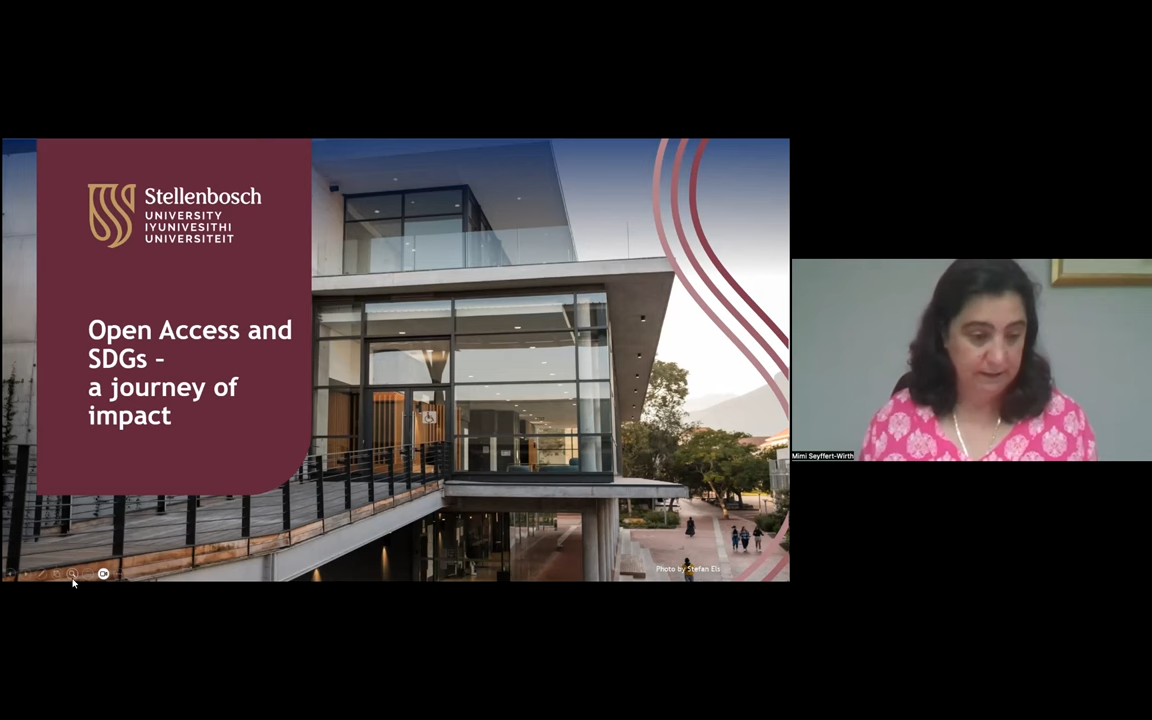 Stellenbosch
UNIVERSITY
IYUNIVESITHI
UNIVERSITEIT
Open Access and
SDGs –
a journey of
impact
Photo by Stefan Els
Mimi Seyffert-Wirth